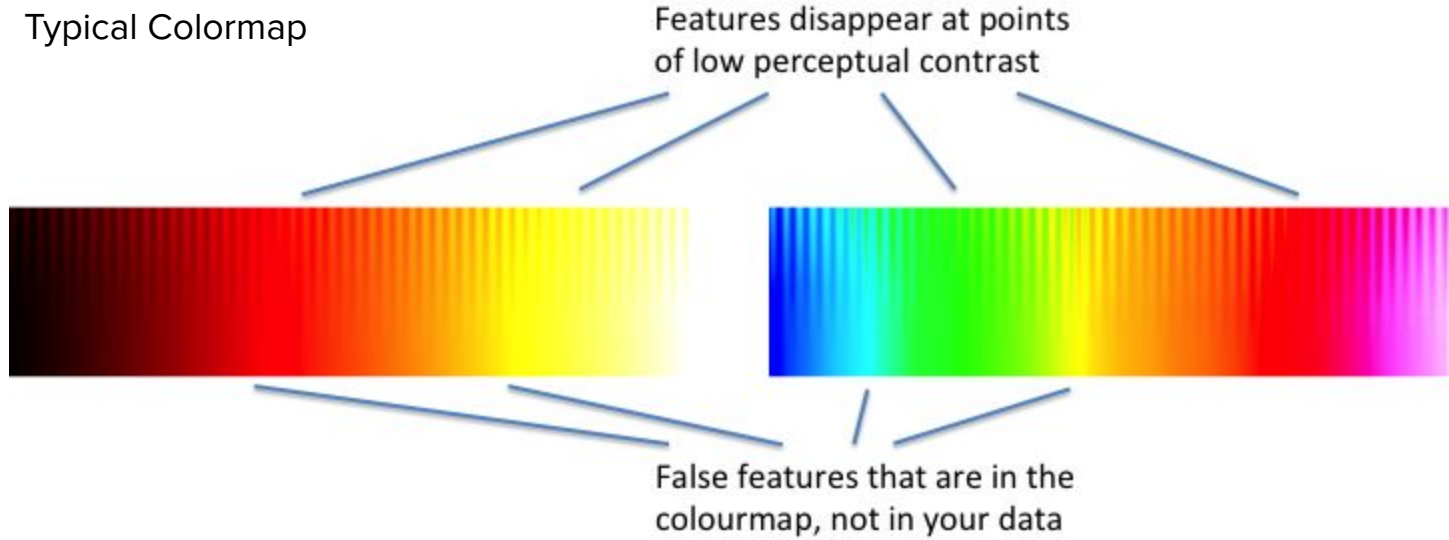 Typical Colormap
Features disappear at points
of low perceptual contrast
False features that are in the
colourmap, not in your data